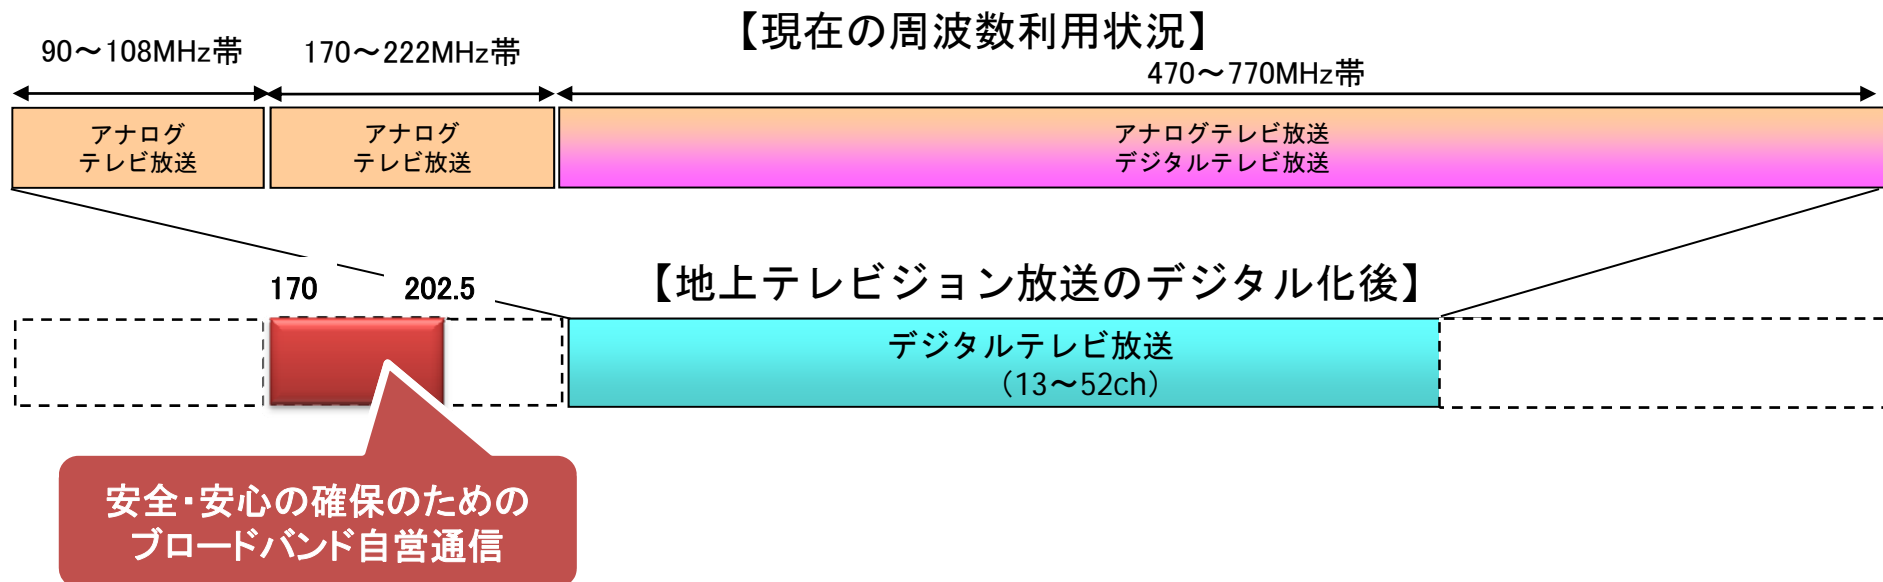 【現在の周波数利用状況】
90～108MHz帯
170～222MHz帯
470～770MHz帯
アナログ
テレビ放送
アナログ
テレビ放送
アナログテレビ放送
デジタルテレビ放送
【地上テレビジョン放送のデジタル化後】
170
202.5
デジタルテレビ放送
（13～52ch）
安全・安心の確保のための
ブロードバンド自営通信